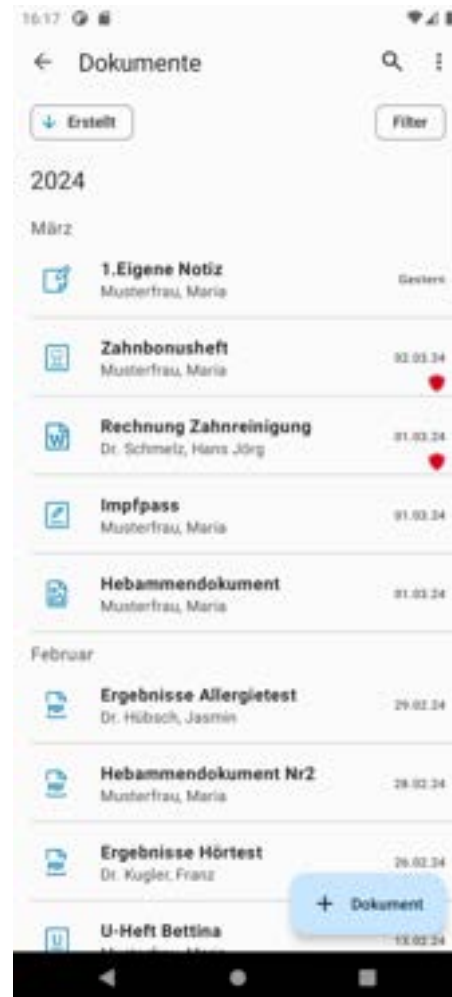 16:17
Dokumente
Erstellt
Filter
2024
März
1.Eigene Notiz
Musterfrau, Maria
Gestern
Zahnbonusheft
Musterfrau, Maria
02.03.24
Rechnung Zahnreinigung
Dr. Schmelz, Hans Jörg
01.03.24
Impfpass
Musterfrau, Maria
01.03.24
Hebammendokument
Musterfrau, Maria
01.03.24
Februar
Ergebnisse Allergietest
Dr. Hübsch, Jasmin
29.02.24
Hebammendokument Nr2
Musterfrau, Maria
28.02.24
Ergebnisse Hörtest
Dr. Kugler, Franz
26.02.24
+ Dokument
U-Heft Bettina
13.02.24